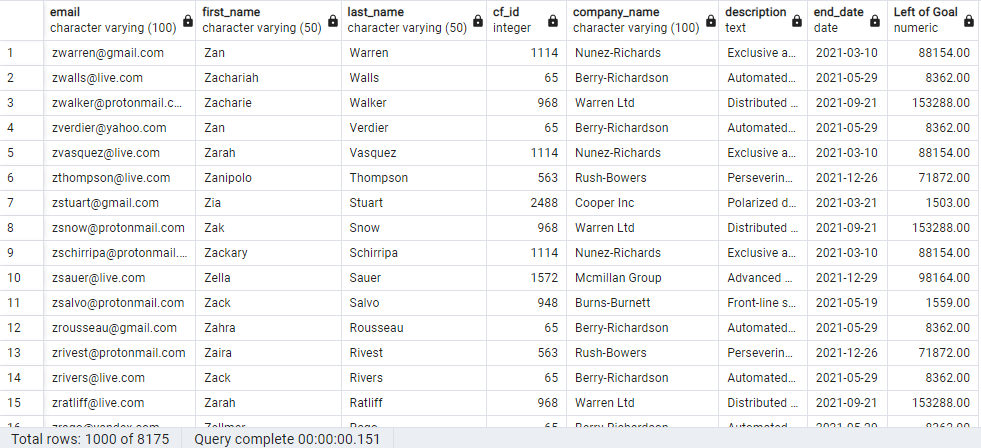 email first_name last_name cf_id company_name description end_date Left of Goal
character varying (100) character varying (50) character varying (50) integer character varying (100) text date numeric
1 zwarren@gmail.com Zan Warren 1114 Nunez-Richards Exclusive a... 2021-03-10 88154.00
2 zwalls@live.com Zachariah Walls 65 Berry-Richardson Automated... 2021-05-29 8362.00
3 zwalker@protonmail.c... Zacharie Walker 968 Warren Ltd Distributed ... 2021-09-21 153288.00
4 zverdier@yahoo.com Zan Verdier 65 Berry-Richardson Automated... 2021-05-29 8362.00
5 zvasquez@live.com Zarah Vasquez 1114 Nunez-Richards Exclusive a... 2021-03-10 88154.00
6 zthompson@live.com Zanipolo Thompson 563 Rush-Bowers Perseverin... 2021-12-26 71872.00
7 zstuart@gmail.com Zia Stuart 2488 Cooper Inc Polarized d... 2021-03-21 1503.00
8 zsnow@protonmail.com Zak Snow 968 Warren Ltd Distributed ... 2021-09-21 153288.00
9 zschirripa@protonmail.... Zackary Schirripa 1114 Nunez-Richards Exclusive a... 2021-03-10 88154.00
10 zsauer@live.com Zella Sauer 1572 Mcmillan Group Advanced ... 2021-12-29 98164.00
11 zsalvo@protonmail.com Zack Salvo 948 Burns-Burnett Front-line s... 2021-05-19 1559.00
12 zrousseau@gmail.com Zahra Rousseau 65 Berry-Richardson Automated... 2021-05-29 8362.00
13 zrivest@protonmail.com Zaira Rivest 563 Rush-Bowers Perseverin... 2021-12-26 71872.00
14 zrivers@live.com Zack Rivers 65 Berry-Richardson Automated... 2021-05-29 8362.00
15 zratliff@live.com Zarah Ratliff 968 Warren Ltd Distributed ... 2021-09-21 153288.00
Total rows: 1000 of 8175 Query complete 00:00:00.151